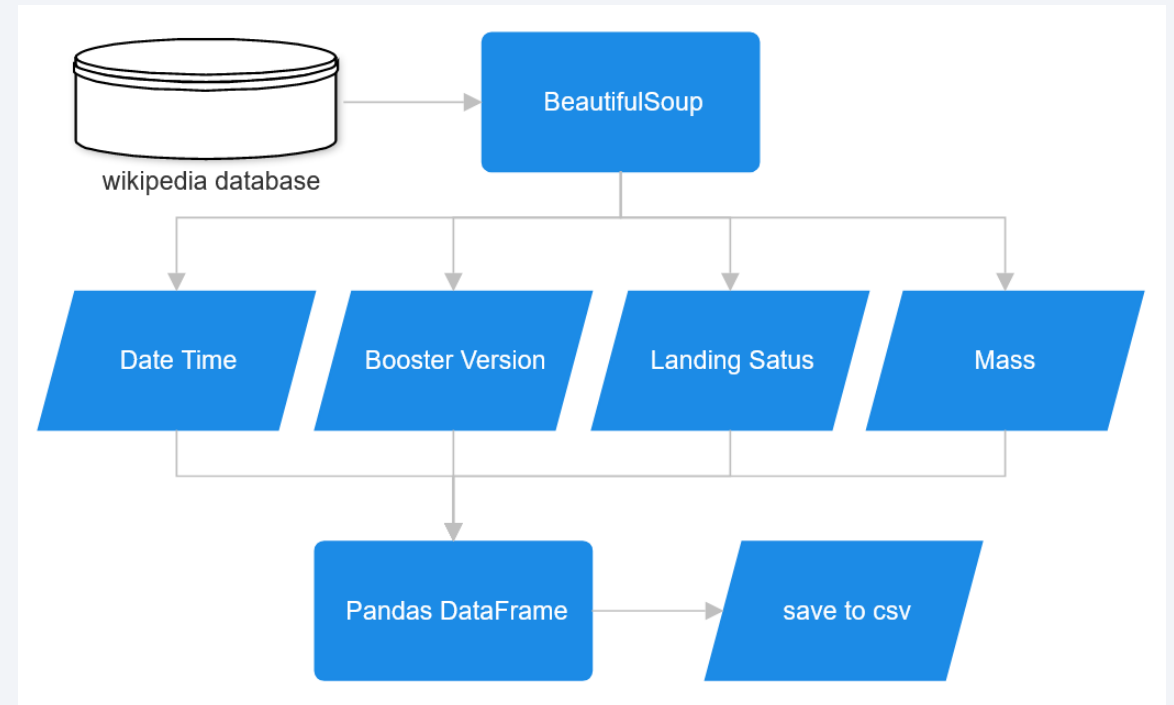 BeautifulSoup
wikipedia database
Date Time
Booster Version
Landing Satus
Mass
Pandas DataFrame
save to csv